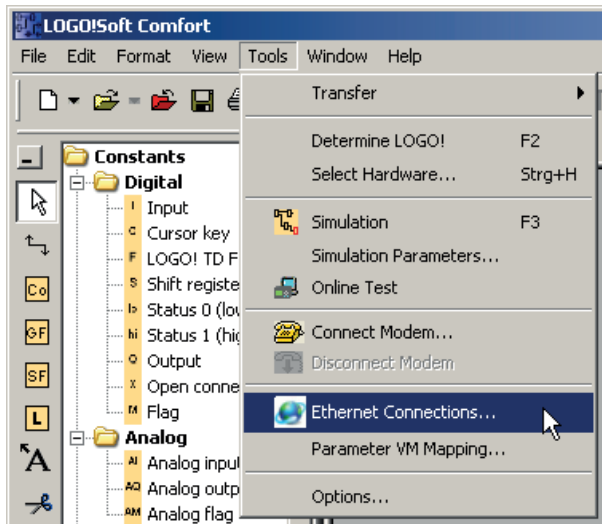 LOGO!Soft Comfort
File Edit Format View Tools Window Help
Transfer
Determine LOGO! F2
Select Hardware... Strg+H
Simulation F3
Simulation Parameters...
Online Test
Connect Modem...
Disconnect Modem
Ethernet Connections...
Parameter VM Mapping...
Options...
Constants
Digital
I Input
C Cursor key
F LOGO! TD F
S Shift registe
lo Status 0 (lo
hi Status 1 (hig
Q Output
X Open conne
M Flag
Analog
AI Analog input
AQ Analog outp
AM Analog flag
Co
GF
SF
L
A